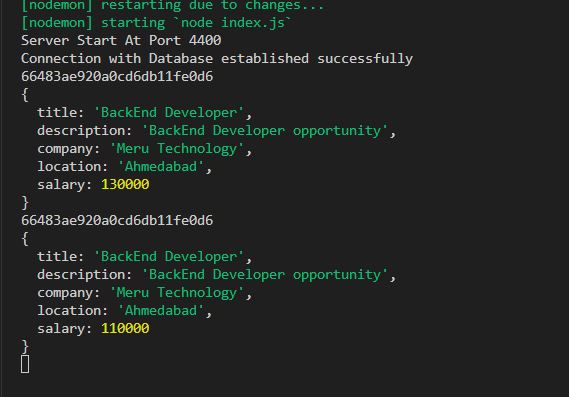 [nodemon] restarting due to changes...
[nodemon] starting `node index.js`
Server Start At Port 4400
Connection with Database established successfully
66483ae920a0cd6db11fe0d6
{
  title: 'BackEnd Developer',
  description: 'BackEnd Developer opportunity',
  company: 'Meru Technology',
  location: 'Ahmedabad',
  salary: 130000
}
66483ae920a0cd6db11fe0d6
{
  title: 'BackEnd Developer',
  description: 'BackEnd Developer opportunity',
  company: 'Meru Technology',
  location: 'Ahmedabad',
  salary: 110000
}